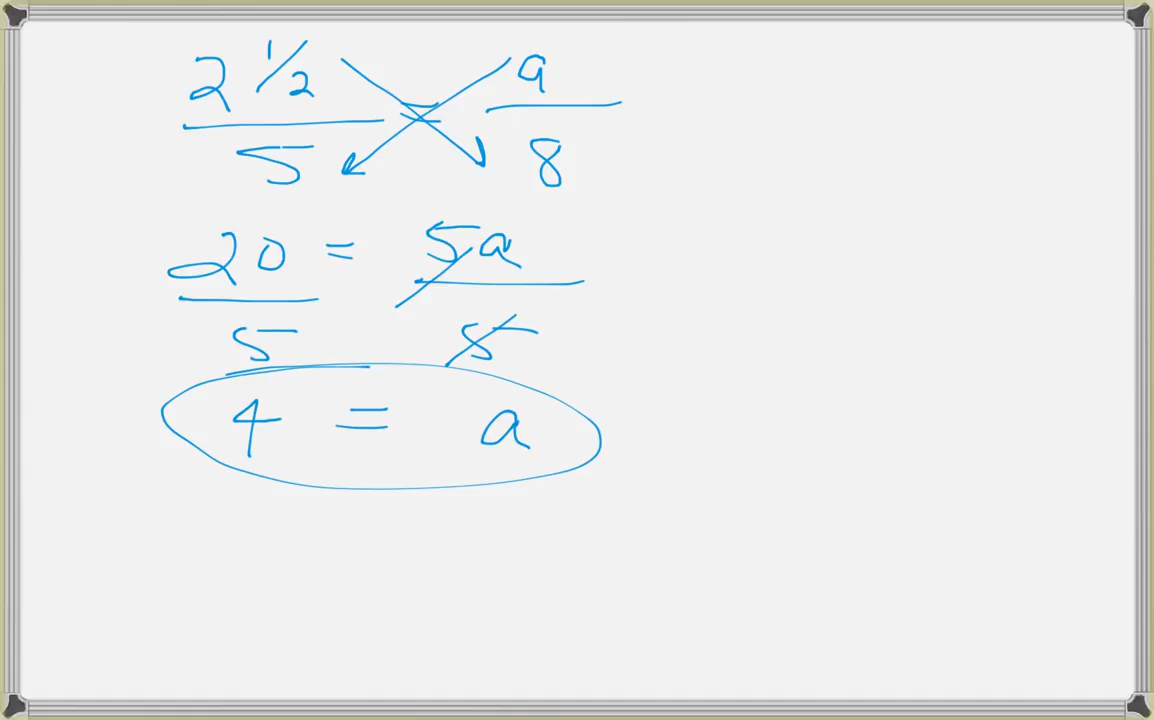 2 1/2 = a
5 8
20 = 5a
5 5
4 = a